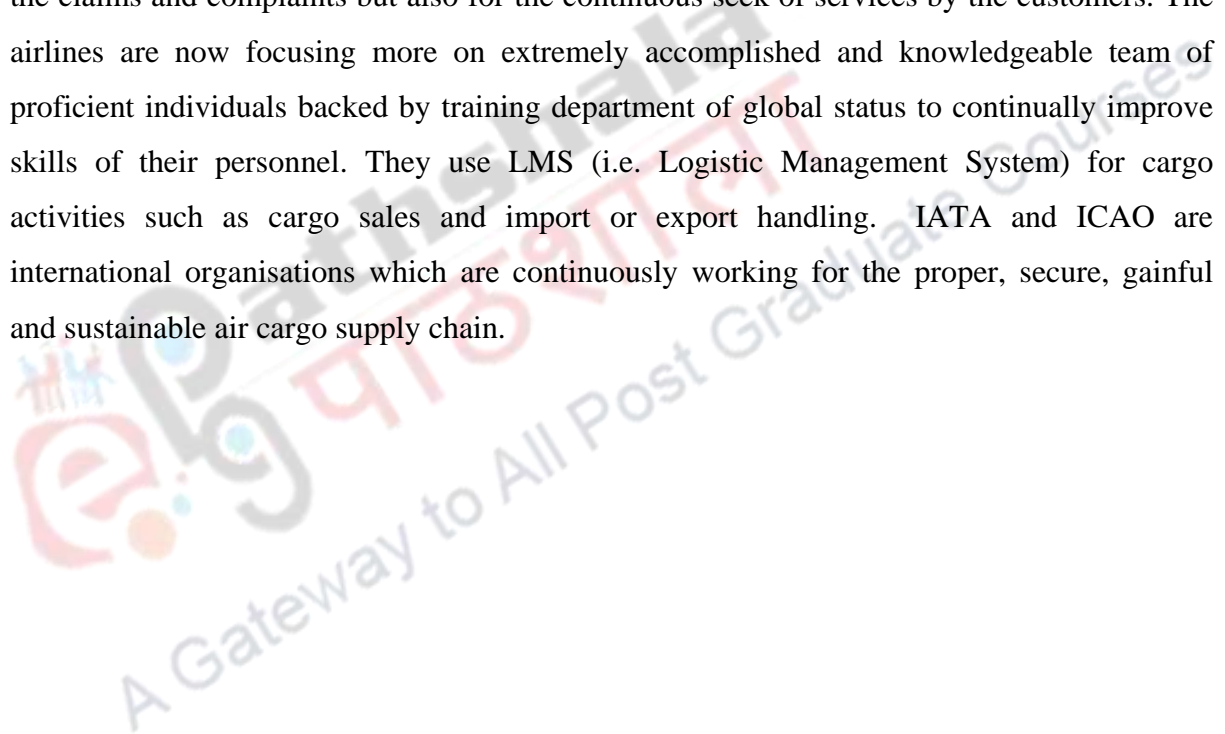 the claims and complaints but also for the continuous seek of services by the customers. The
airlines are now focusing more on extremely accomplished and knowledgeable team of
proficient individuals backed by training department of global status to continually improve
skills of their personnel. They use LMS (i.e. Logistic Management System) for cargo
activities such as cargo sales and import or export handling. IATA and ICAO are
international organisations which are continuously working for the proper, secure, gainful
and sustainable air cargo supply chain.
ePG Pathshala
पाठशाला
A Gateway to All Post Graduate Courses